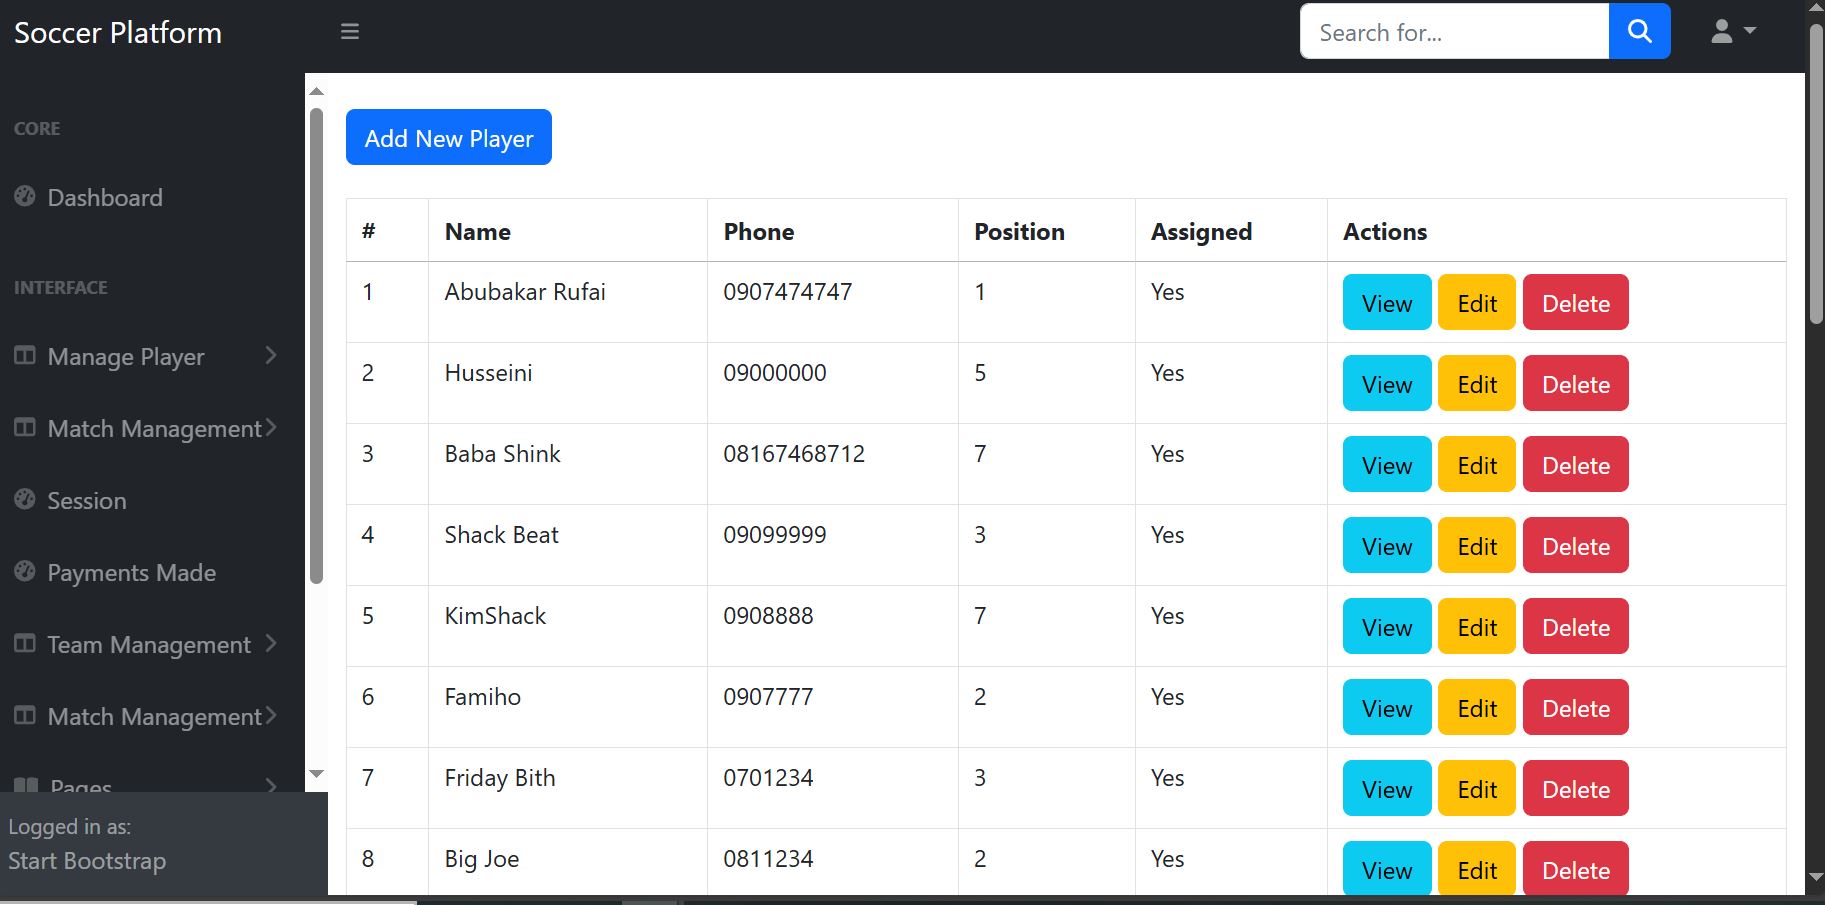 Soccer Platform
Search for...
CORE
Dashboard
INTERFACE
Manage Player
Match Management
Session
Payments Made
Team Management
Match Management
Pages
Logged in as:
Start Bootstrap
Add New Player
# Name Phone Position Assigned Actions
1 Abubakar Rufai 0907474747 1 Yes View Edit Delete
2 Husseini 09000000 5 Yes View Edit Delete
3 Baba Shink 08167468712 7 Yes View Edit Delete
4 Shack Beat 09099999 3 Yes View Edit Delete
5 KimShack 0908888 7 Yes View Edit Delete
6 Famiho 0907777 2 Yes View Edit Delete
7 Friday Bith 0701234 3 Yes View Edit Delete
8 Big Joe 0811234 2 Yes View Edit Delete